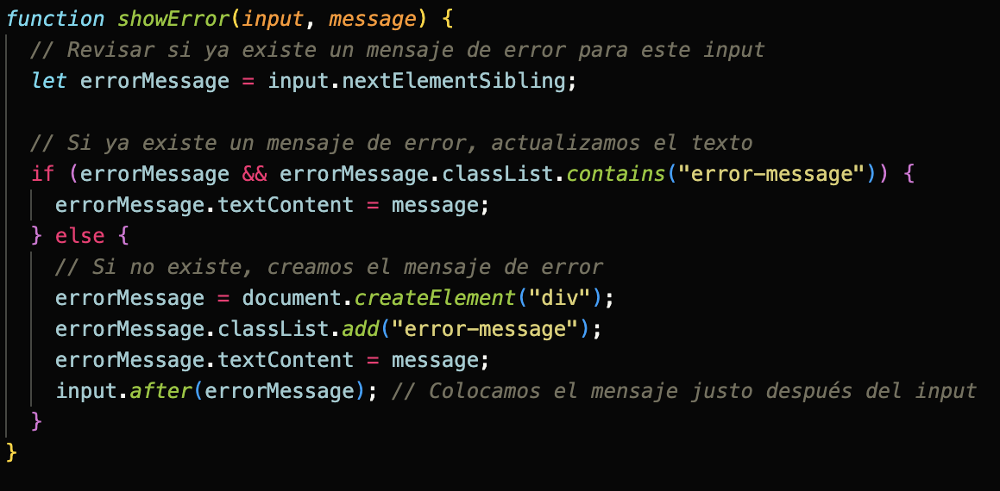 function showError(input, message) {
  // Revisar si ya existe un mensaje de error para este input
  let errorMessage = input.nextElementSibling;

  // Si ya existe un mensaje de error, actualizamos el texto
  if (errorMessage && errorMessage.classList.contains("error-message")) {
    errorMessage.textContent = message;
  } else {
    // Si no existe, creamos el mensaje de error
    errorMessage = document.createElement("div");
    errorMessage.classList.add("error-message");
    errorMessage.textContent = message;
    input.after(errorMessage); // Colocamos el mensaje justo después del input
  }
}